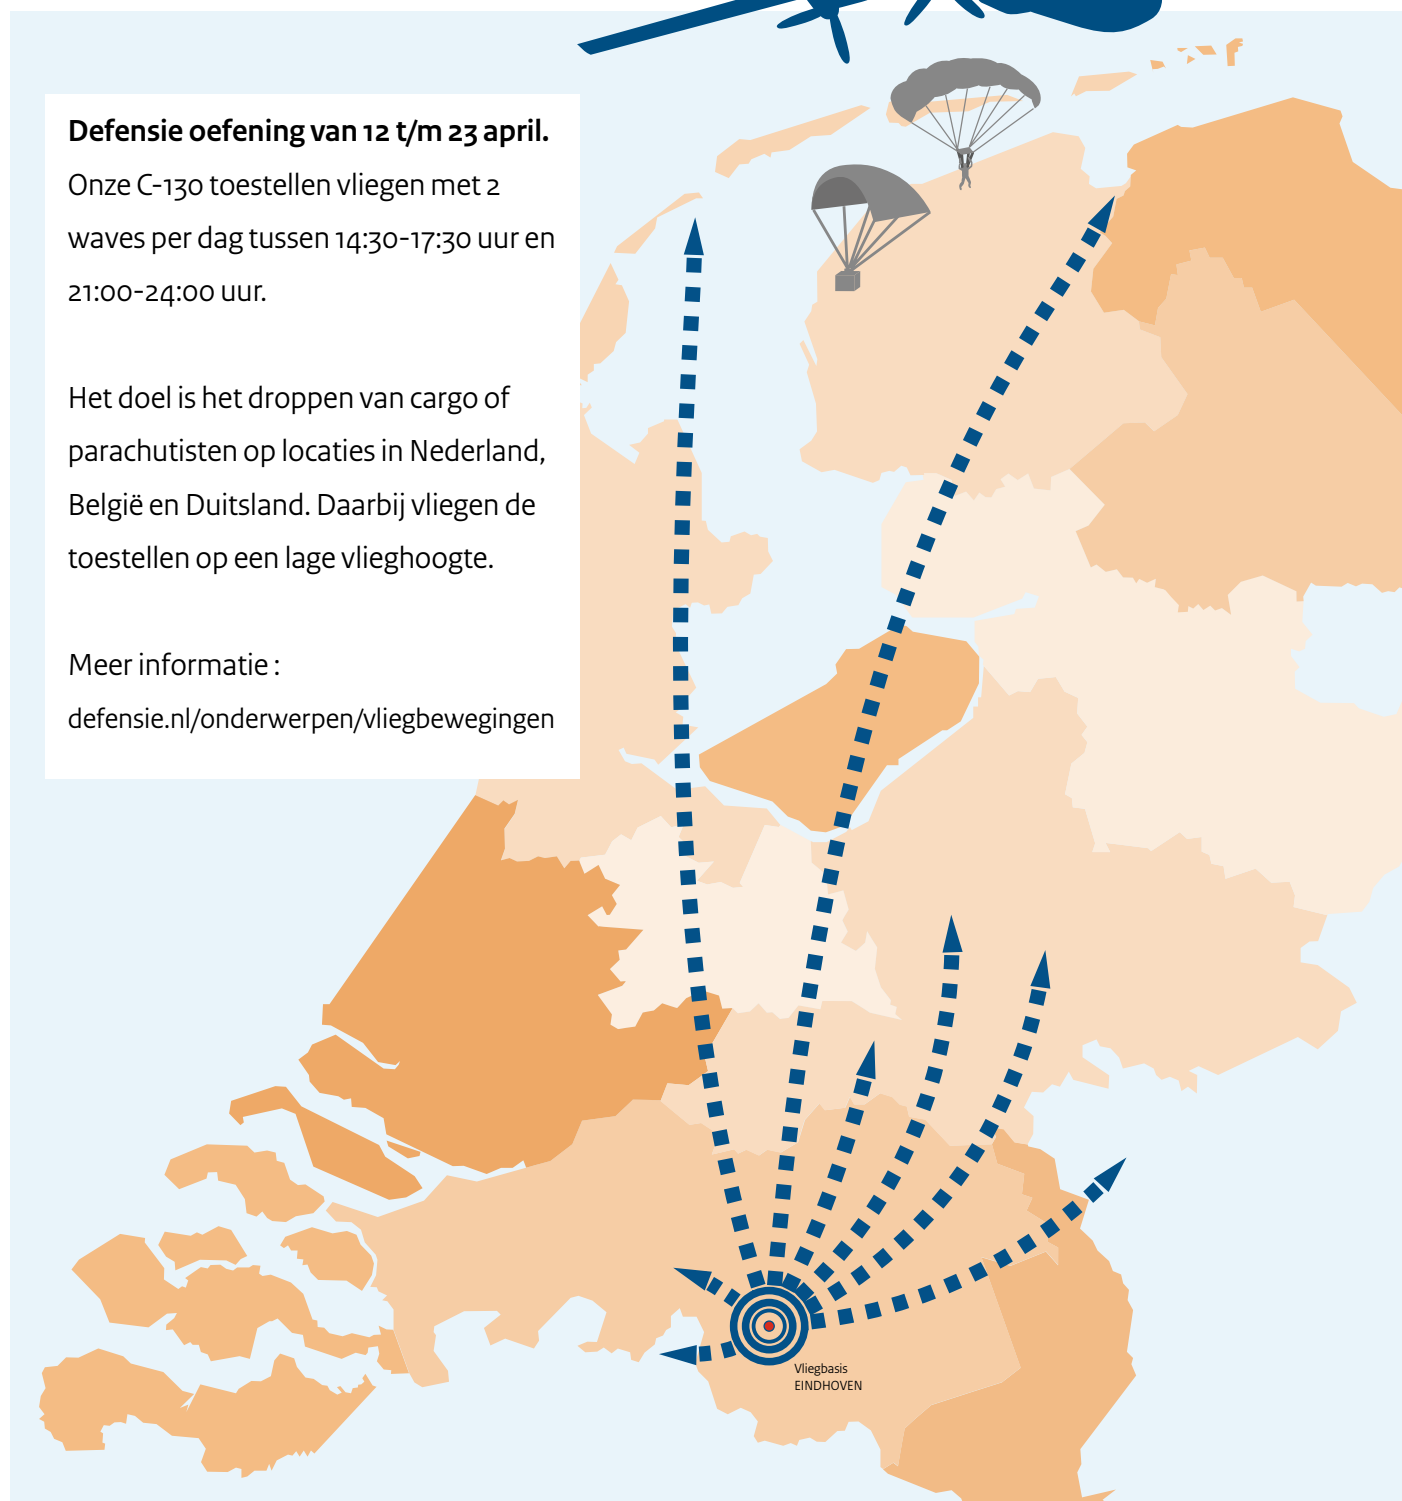 Defensie oefening van 12 t/m 23 april.
Onze C-130 toestellen vliegen met 2
waves per dag tussen 14:30-17:30 uur en
21:00-24:00 uur.
Het doel is het droppen van cargo of
parachutisten op locaties in Nederland,
België en Duitsland. Daarbij vliegen de
toestellen op een lage vlieghoogte.
Meer informatie :
defensie.nl/onderwerpen/vliegbewegingen
Vliegbasis
EINDHOVEN